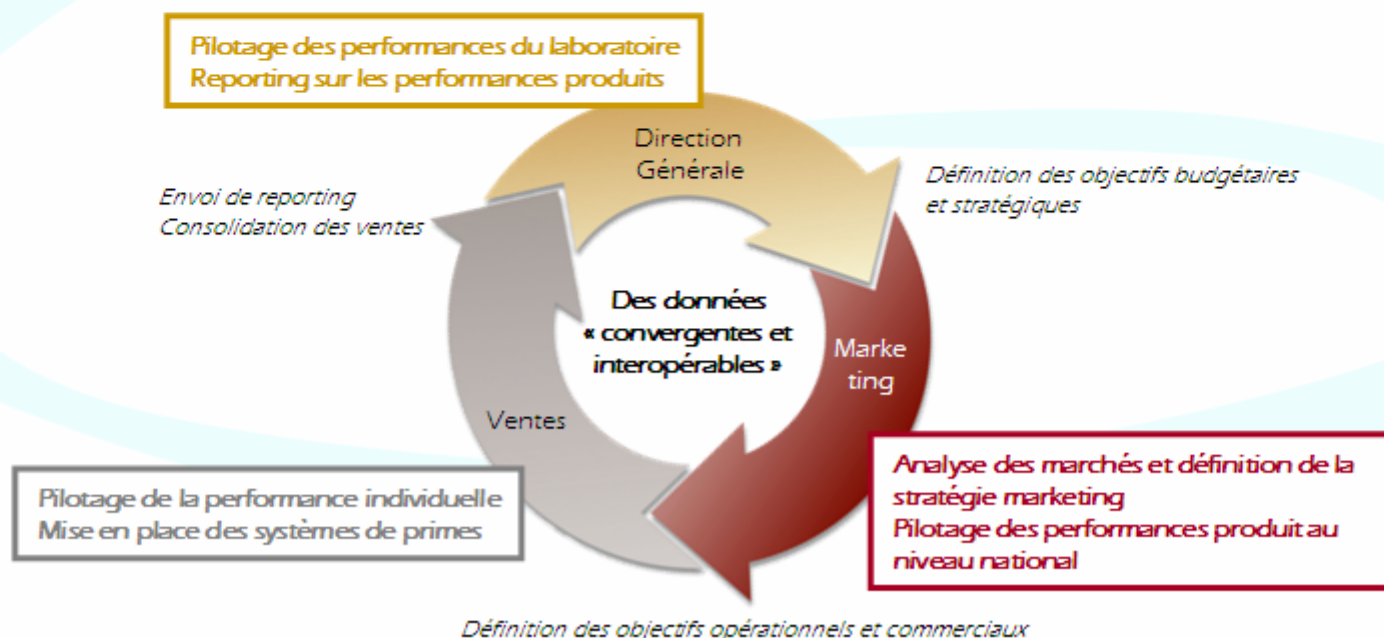 Pilotage des performances du laboratoire
Reporting sur les performances produits
Direction
Générale
Envoi de reporting
Consolidation des ventes
Définition des objectifs budgétaires
et stratégiques
Des données
« convergentes et
interopérables »
Marke
ting
Ventes
Pilotage de la performance individuelle
Mise en place des systèmes de primes
Analyse des marchés et définition de la
stratégie marketing
Pilotage des performances produit au
niveau national
Définition des objectifs opérationnels et commerciaux